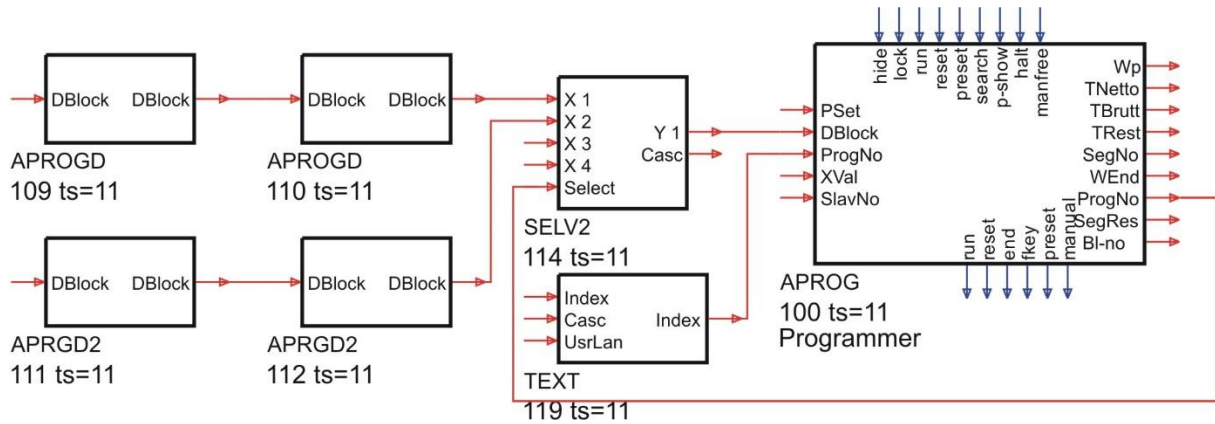 DBlock DBlock
APROGD
109 ts=11
DBlock DBlock
APROGD
110 ts=11
DBlock DBlock
APRGD2
111 ts=11
DBlock DBlock
APRGD2
112 ts=11
X 1
X 2
X 3
X 4
Select
Y 1
Casc
SELV2
114 ts=11
Index
Casc
UsrLan
Index
TEXT
119 ts=11
hide
lock
run
reset
preset
search
p-show
halt
manfree
PSet
DBlock
ProgNo
XVal
SlavNo
Wp
TNetto
TBrutt
TRest
SegNo
WEnd
ProgNo
SegRes
Bl-no
run
reset
end
fkey
preset
manual
APROG
100 ts=11
Programmer